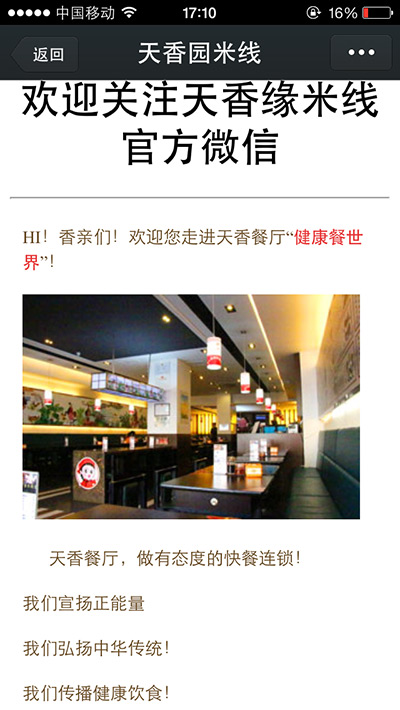 中国移动 17:10 16%
返回 天香园米线
欢迎关注天香缘米线
官方微信
HI！香亲们！欢迎您走进天香餐厅“健康餐世
界”！
天香餐厅，做有态度的快餐连锁！
我们宣扬正能量
我们弘扬中华传统！
我们传播健康饮食！